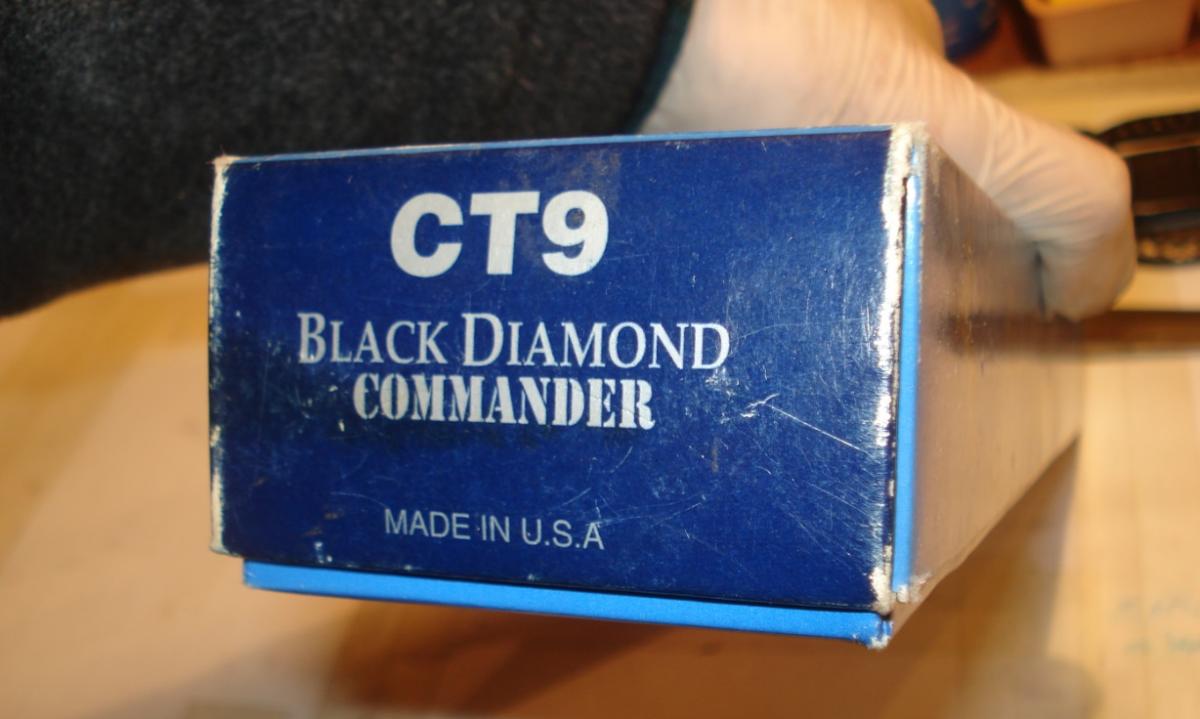 CT9
BLACK DIAMOND
COMMANDER
MADE IN U.S.A